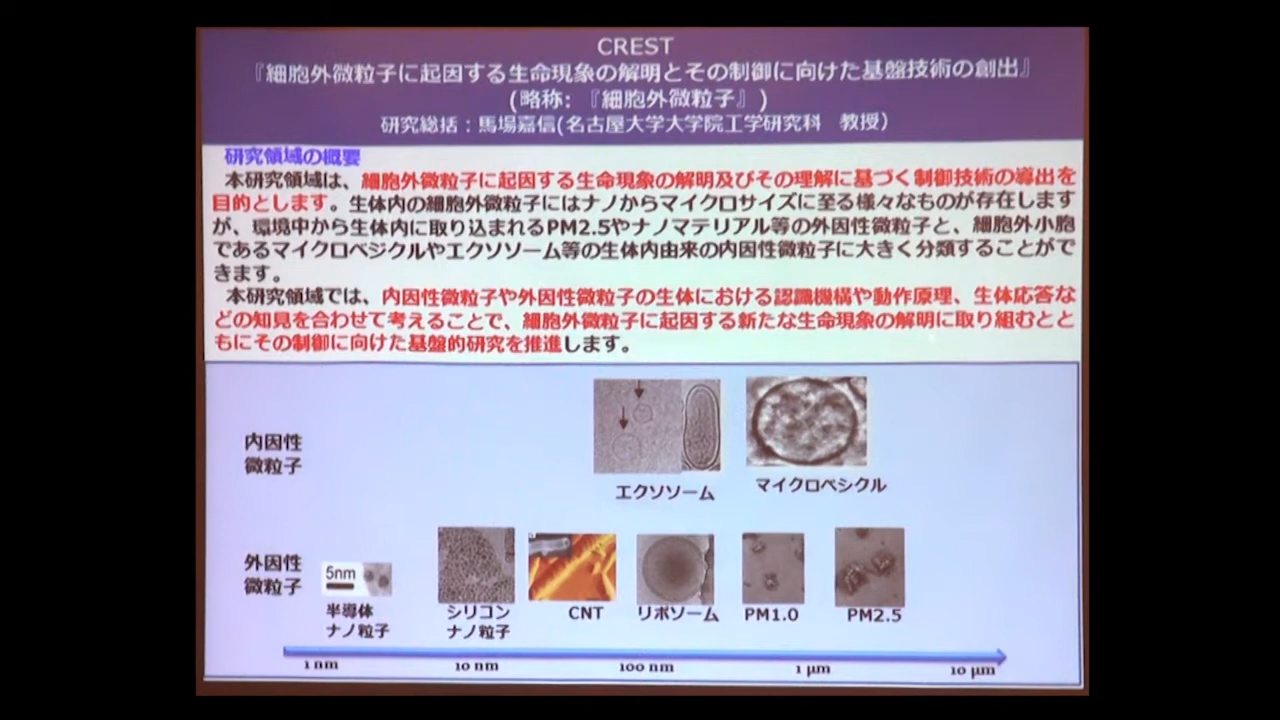 CREST
『細胞外微粒子に起因する生命現象の解明とその制御に向けた基盤技術の創出』
(略称: 『細胞外微粒子』)
研究総括：馬場嘉信(名古屋大学大学院工学研究科　教授）
研究領域の概要
本研究領域は、細胞外微粒子に起因する生命現象の解明及びその理解に基づく制御技術の導出を
目的とします。生体内の細胞外微粒子にはナノからマイクロサイズに至る様々なものが存在します
が、環境中から生体内に取り込まれるPM2.5やナノマテリアル等の外因性微粒子と、細胞外小胞
であるマイクロベジクルやエクソソーム等の生体内由来の内因性微粒子に大きく分類することがで
きます。
本研究領域では、内因性微粒子や外因性微粒子の生体における認識機構や動作原理、生体応答な
どの知見を合わせて考えることで、細胞外微粒子に起因する新たな生命現象の解明に取り組むとと
もにその制御に向けた基盤的研究を推進します。
内因性
微粒子
エクソソーム
マイクロベシクル
外因性
微粒子
5nm
半導体
ナノ粒子
シリコン
ナノ粒子
CNT
リポソーム
PM1.0
PM2.5
1 nm
10 nm
100 nm
1 μm
10 μm